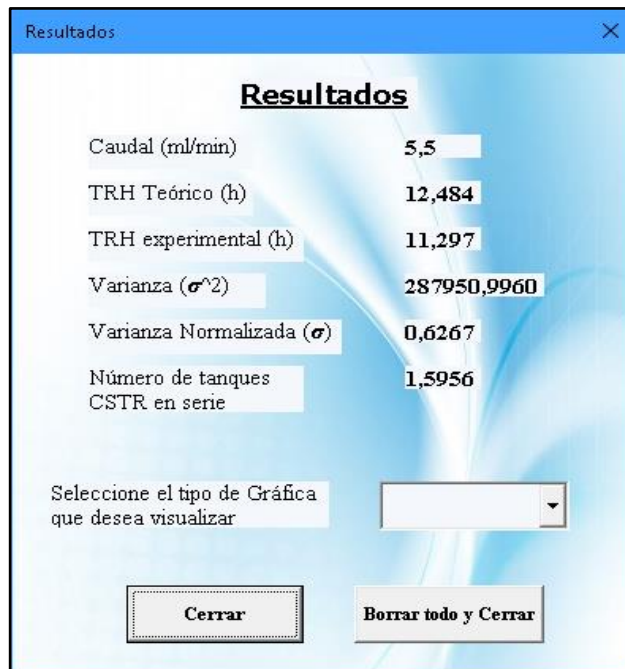 Resultados
Resultados
Caudal (ml/min) 5,5
TRH Teórico (h) 12,484
TRH experimental (h) 11,297
Varianza (σ^2) 287950,9960
Varianza Normalizada (σ) 0,6267
Número de tanques 1,5956
CSTR en serie
Seleccione el tipo de Gráfica
que desea visualizar
Cerrar Borrar todo y Cerrar